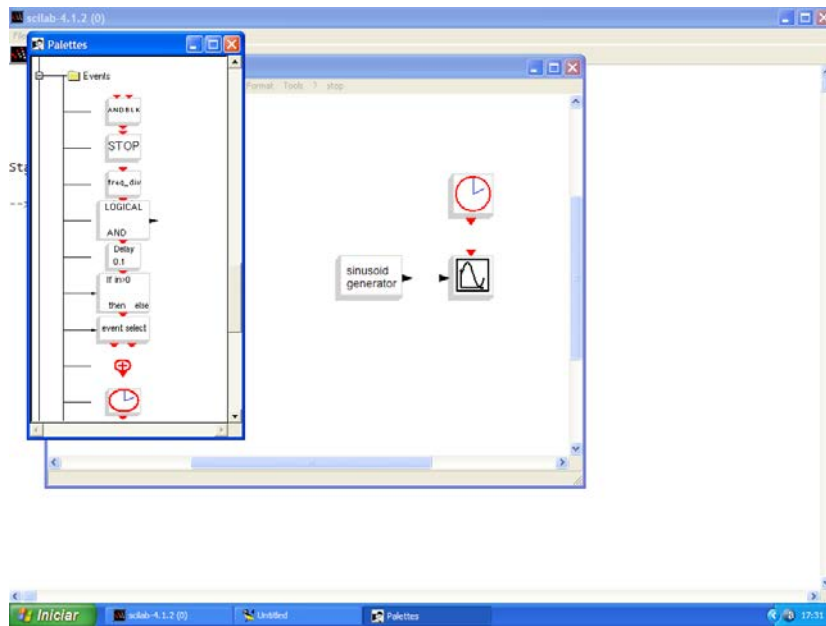 scilab-4.1.2 (0)
Palettes
Events
ANDBLK
STOP
freq_div
LOGICAL
AND
Delay
0.1
If in>0
then else
event select
Format Tools ? stop
sinusoid
generator
-->
Iniciar
scilab-4.1.2 (0)
Untitled
Palettes
17:31